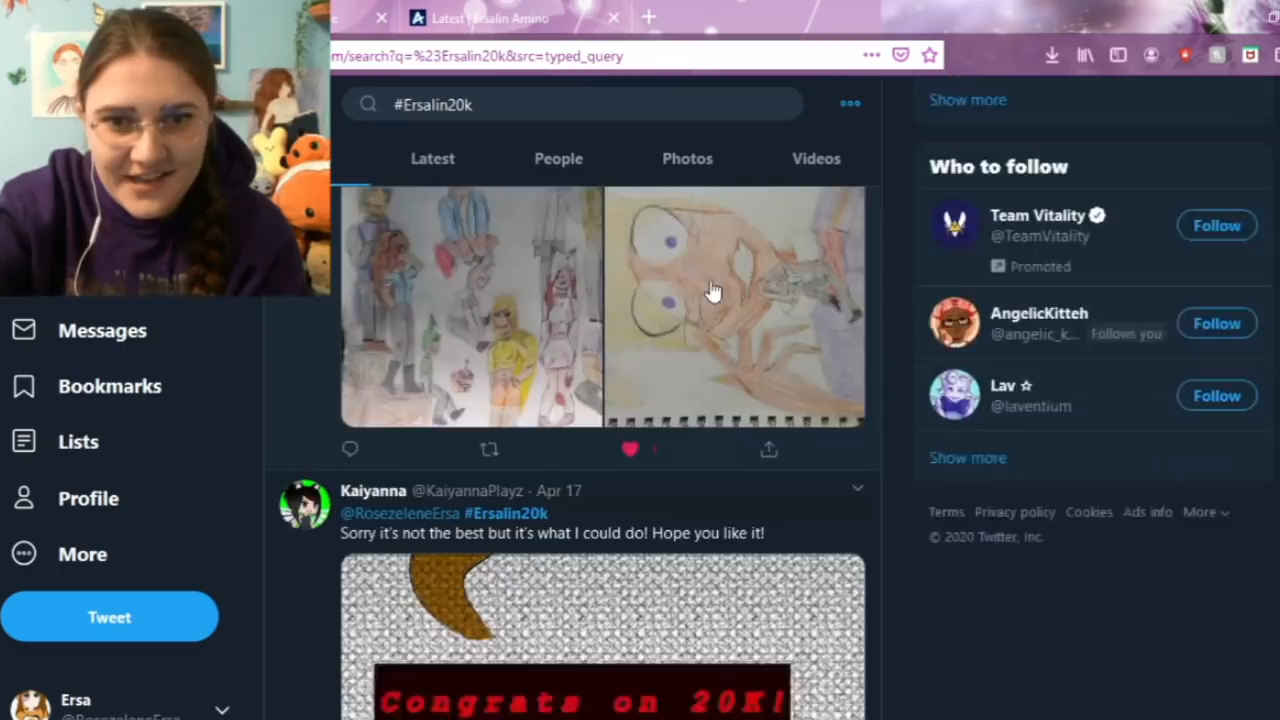 Latest | Ersalin Amino
m/search?q=%23Ersalin20k&src=typed_query
#Ersalin20k
Show more
Latest
People
Photos
Videos
Who to follow
Team Vitality
@TeamVitality
Follow
Promoted
AngelicKitteh
@angelic_k... Follows you
Follow
Lav ☆
@laventium
Follow
Show more
Terms Privacy policy Cookies Ads info More
© 2020 Twitter, Inc.
Messages
Bookmarks
Lists
Profile
More
Tweet
Ersa
@RosezeleneErsa
Kaiyanna @KaiyannaPlayz · Apr 17
@RosezeleneErsa #Ersalin20k
Sorry it's not the best but it's what I could do! Hope you like it!
Congrats on 20K!